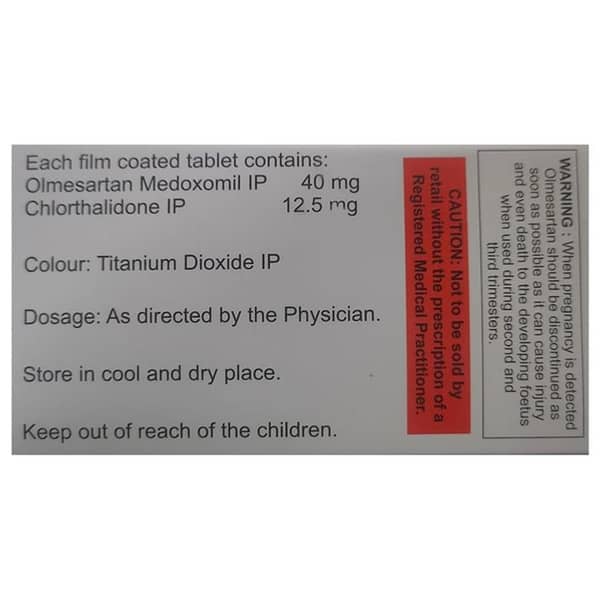 Each film coated tablet contains:
Olmesartan Medoxomil IP 40 mg
Chlorthalidone IP 12.5 mg
Colour: Titanium Dioxide IP
Dosage: As directed by the Physician.
Store in cool and dry place.
Keep out of reach of the children.
CAUTION: Not to be sold by
retail without the prescription of a
Registered Medical Practitioner.
WARNING : When pregnancy is detected
Olmesartan should be discontinued as
soon as possible as it can cause injury
and even death to the developing foetus
when used during second and
third trimesters.